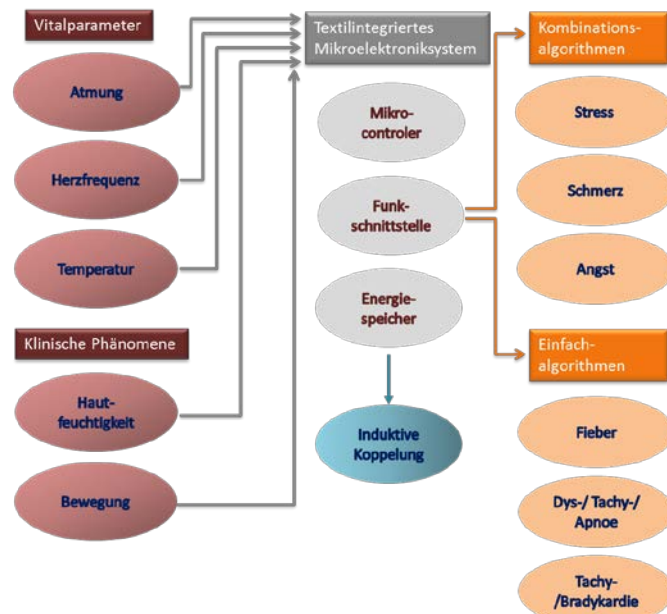 Vitalparameter
Atmung
Herzfrequenz
Temperatur
Klinische Phänomene
Haut-
feuchtigkeit
Bewegung
Textilintegriertes
Mikroelektroniksystem
Mikro-
controler
Funk-
schnittstelle
Energie-
speicher
Induktive
Koppelung
Kombinations-
algorithmen
Stress
Schmerz
Angst
Einfach-
algorithmen
Fieber
Dys-/ Tachy-/
Apnoe
Tachy-
/Bradykardie